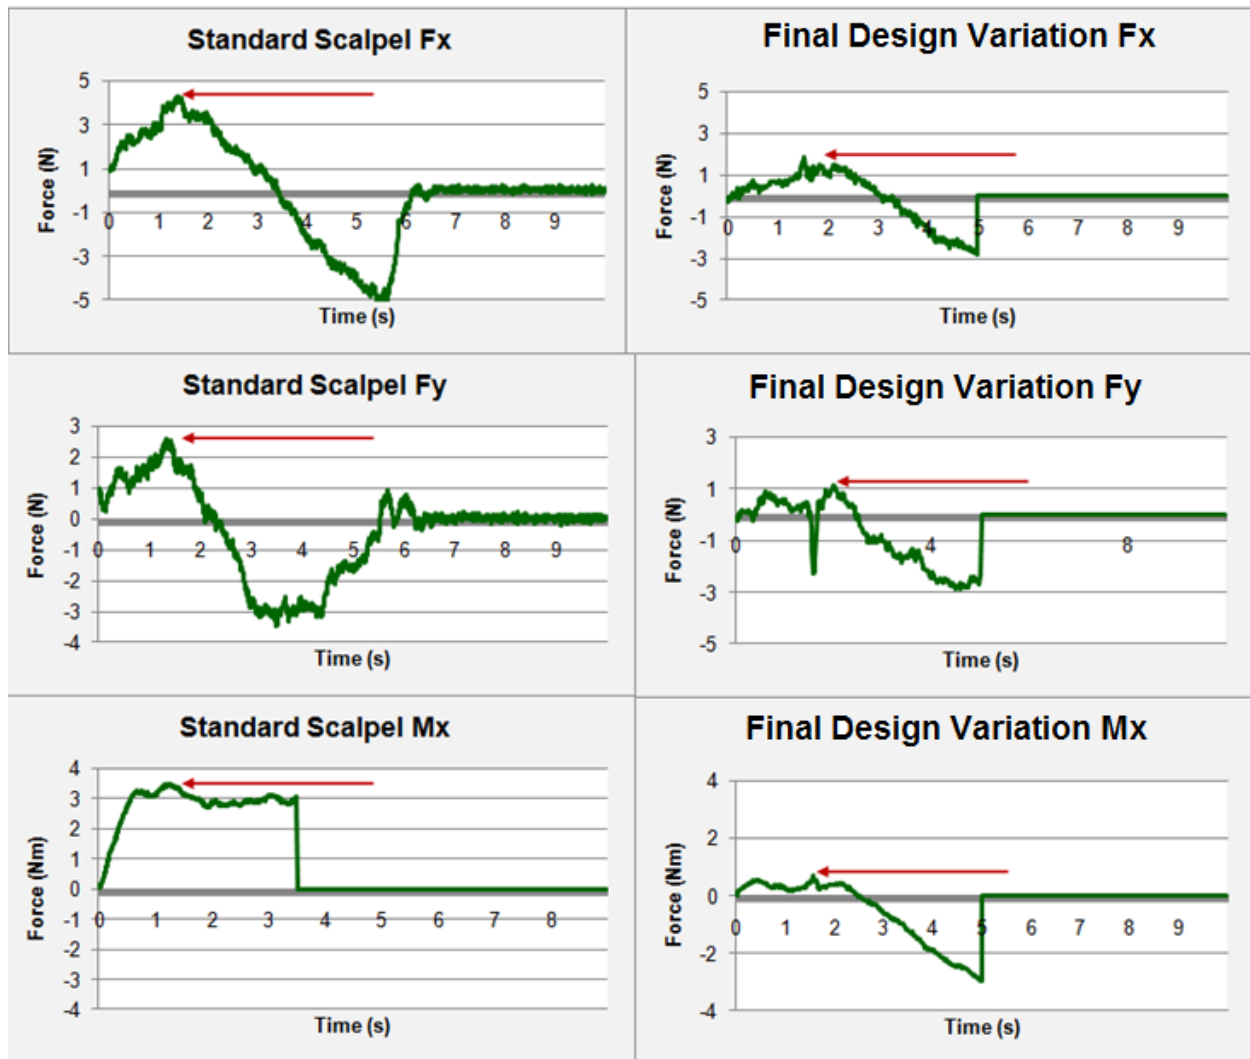 Standard Scalpel Fx
Force (N)
5
3
1
-1
-3
-5
0 1 2 3 4 5 6 7 8 9
Time (s)
Final Design Variation Fx
Force (N)
5
3
1
-1
-3
-5
0 1 2 3 4 5 6 7 8 9
Time (s)
Standard Scalpel Fy
Force (N)
3
2
1
0
-1
-2
-3
-4
0 1 2 3 4 5 6 7 8 9
Time (s)
Final Design Variation Fy
Force (N)
3
1
-1
-3
-5
0 4 8
Time (s)
Standard Scalpel Mx
Force (Nm)
4
3
2
1
0
-1
-2
-3
-4
0 1 2 3 4 5 6 7 8
Time (s)
Final Design Variation Mx
Force (Nm)
4
2
0
-2
-4
0 1 2 3 4 5 6 7 8 9
Time (s)